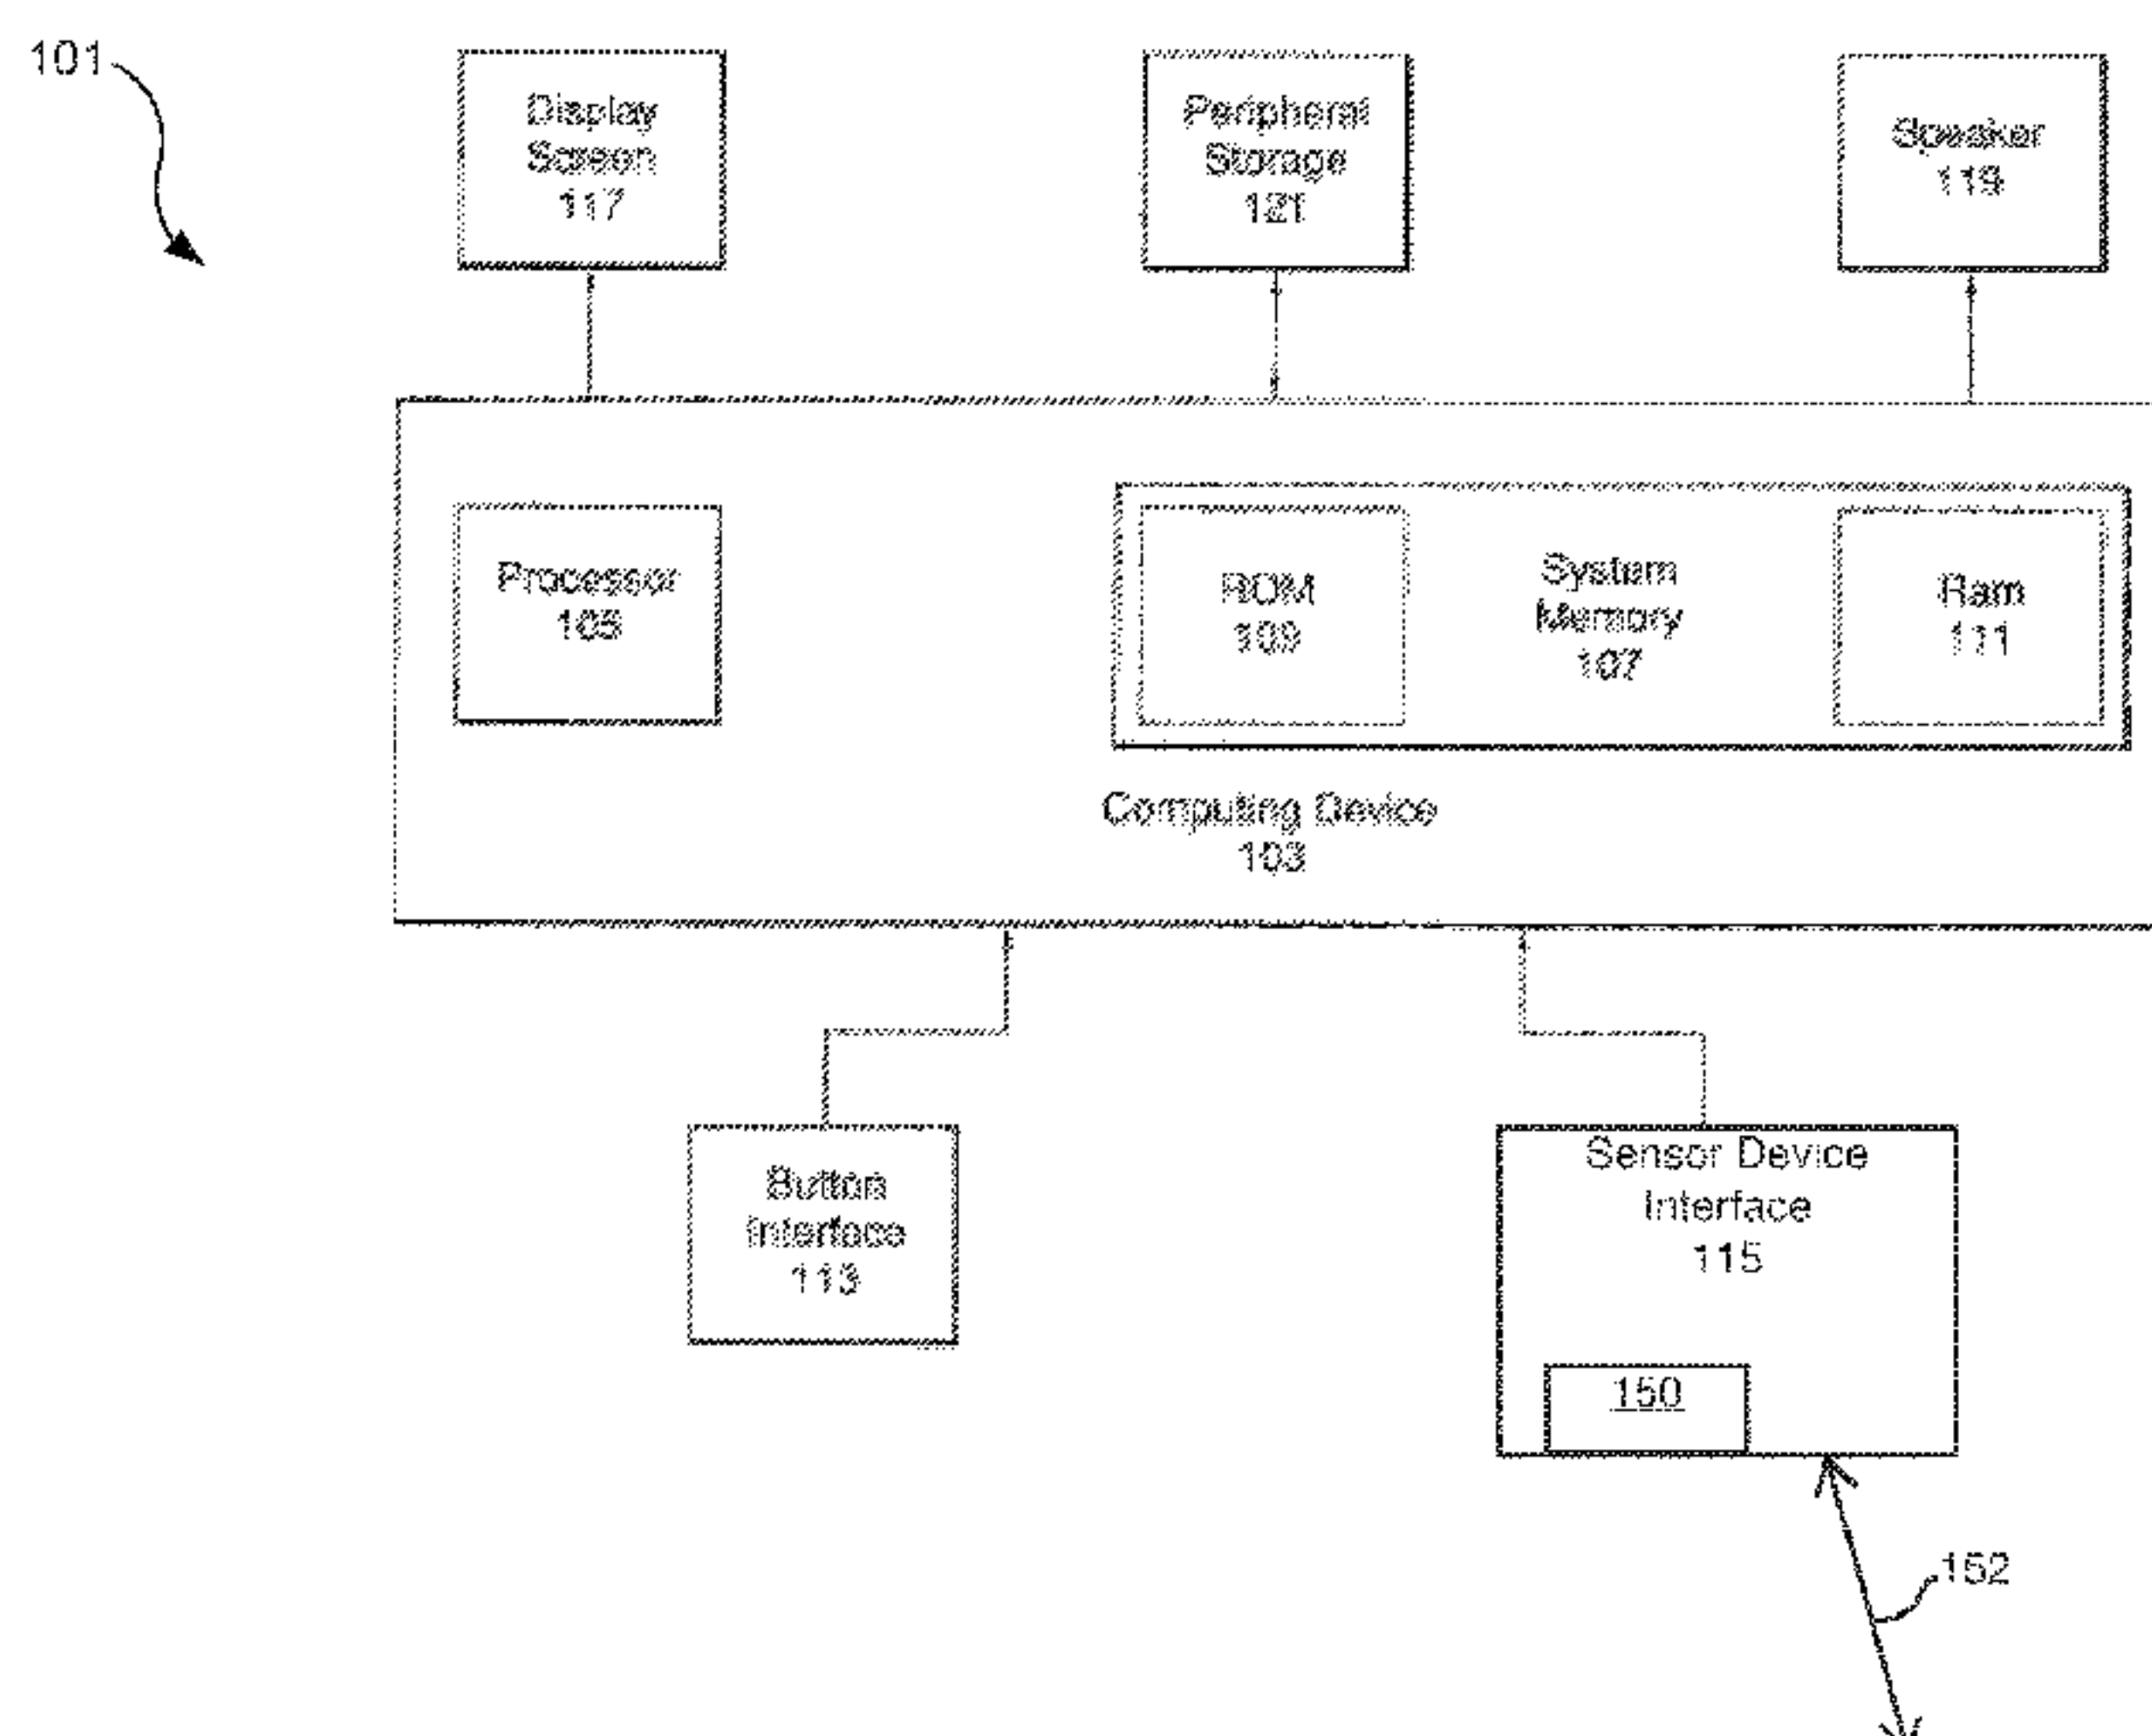 101
Display
Screen
117
Peripheral
Storage
121
Speaker
119
Processor
105
ROM
109
System
Memory
107
Ram
111
Computing Device
103
Button
Interface
113
Sensor Device
Interface
115
150
152